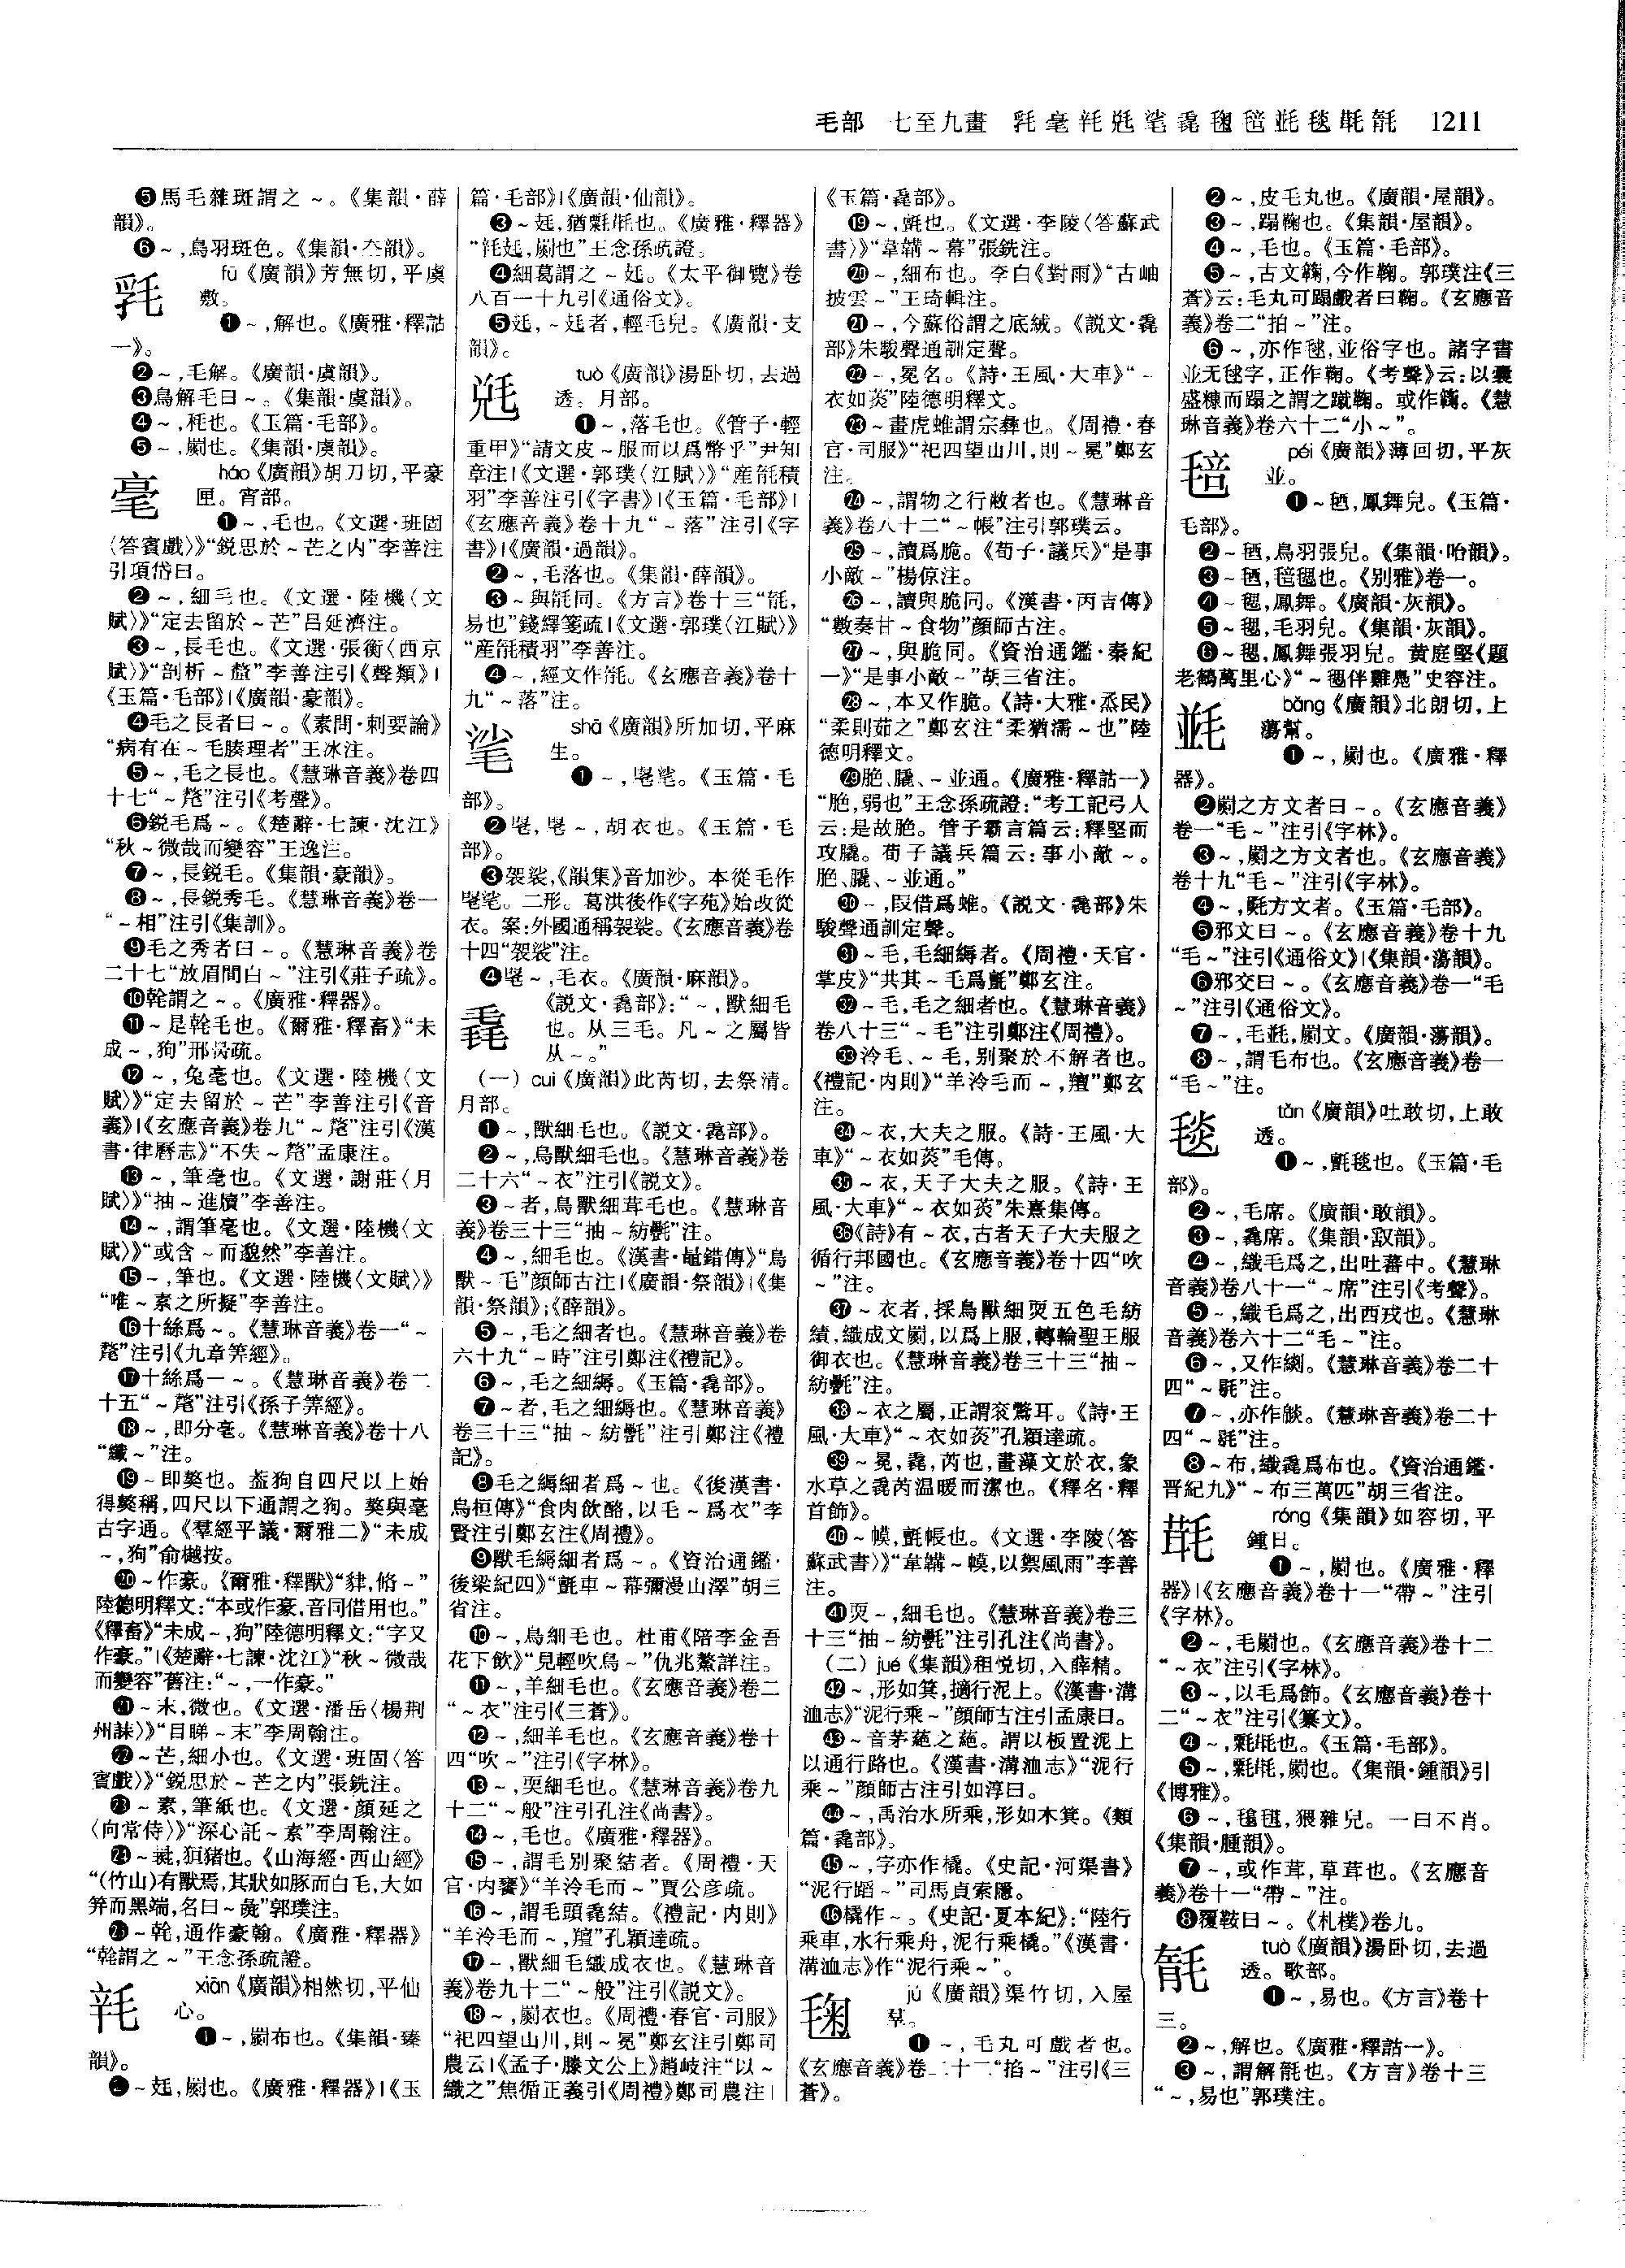 毛部　七至九畫　毟毫毨毤毮毳毱毰毴毯毦毻　1211
❺馬毛雜斑謂之～。《集韻·薛
韻》。
❻～,鳥羽斑色。《集韻·　韻》。
fū《廣韻》芳無切,平虞
敷。
❶～,解也。《廣雅·釋詁
一》。
❷～,毛解。《廣韻·虞韻》。
❸鳥解毛曰～。《集韻·虞韻》。
❹～,毦也。《玉篇·毛部》。
❺～,罽也。《集韻·虞韻》。
毫
háo《廣韻》胡刀切,平豪
匣。宵部。
❶～,毛也。《文選·班固
〈答賓戲〉》“鋭思於～芒之内”李善注
引項岱曰。
❷～,細毛也。《文選·陸機〈文
賦〉》“定去留於～芒”吕延濟注。
❸～,長毛也。《文選·張衡〈西京
賦〉》“剖析～氂”李善注引《聲類》|
《玉篇·毛部》|《廣韻·豪韻》。
❹毛之長者曰～。《素問·刺要論》
“病有在～毛腠理者”王冰注。
❺～,毛之長也。《慧琳音義》卷四
十七“～氂”注引《考聲》。
❻鋭毛爲～。《楚辭·七諫·沈江》
“秋～微哉而變容”王逸注。
❼～,長鋭毛。《集韻·豪韻》。
❽～,長鋭秀毛。《慧琳音義》卷一
“～相”注引《集訓》。
❾毛之秀者曰～。《慧琳音義》卷
二十七“放眉間白～”注引《莊子疏》。
❿𩏑謂之～。《廣雅·釋器》。
⓫～是𩏑毛也。《爾雅·釋畜》“未
成～,狗”邢昺疏。
⓬～,兔毫也。《文選·陸機〈文
賦〉》“定去留於～芒”李善注引《音
義》|《玄應音義》卷九“～氂”注引《漢
書·律曆志》“不失～氂”孟康注。
⓭～,筆毫也。《文選·謝莊〈月
賦〉》“抽～進牘”李善注。
⓮～,謂筆毫也。《文選·陸機〈文
賦〉》“或含～而邈然”李善注。
⓯～,筆也。《文選·陸機〈文賦〉》
“唯～素之所擬”李善注。
⓰十絲爲～。《慧琳音義》卷一“～
氂”注引《九章筭經》。
⓱十絲爲一～。《慧琳音義》卷二
十五“～氂”注引《孫子筭經》。
⓲～,即分毫。《慧琳音義》卷十八
“纖～”注。
⓳～即獒也。蓋狗自四尺以上始
得獒稱,四尺以下通謂之狗。獒與毫
古字通。《羣經平議·爾雅二》“未成
～,狗”俞樾按。
⓴～作豪。《爾雅·釋獸》“貄,脩～”
陸德明釋文:“本或作豪,音同借用也。”
《釋畜》“未成～,狗”陸德明釋文:“字又
作豪。”|《楚辭·七諫·沈江》“秋～微哉
而變容”舊注:“～,一作豪。”
㉑～末,微也。《文選·潘岳〈楊荆
州誄〉》“目睇～末”李周翰注。
㉒～芒,細小也。《文選·班固〈答
賓戲〉》“鋭思於～芒之内”張銑注。
㉓～素,筆紙也。《文選·顔延之
〈向常侍〉》“深心託～素”李周翰注。
㉔～彘,豲豬也。《山海經·西山經》
“(竹山)有獸焉,其狀如豚而白毛,大如
笄而黑端,名曰～彘”郭璞注。
㉕～𩏑,通作豪翰。《廣雅·釋器》
“𩏑謂之～”王念孫疏證。
xiān《廣韻》相然切,平仙
心。
❶～,罽布也。《集韻·臻
韻》。
❷～㲌,罽也。《廣雅·釋器》|《玉
篇·毛部》|《廣韻·仙韻》。
❸～㲌,猶氍毹也。《廣雅·釋器》
“㲌,罽也”王念孫疏證。
❹細葛謂之～㲌。《太平御覽》卷
八百一十九引《通俗文》。
❺㲌,～㲌者,輕毛皃。《廣韻·支
韻》。
毤
tuò《廣韻》湯卧切,去過
透。月部。
❶～,落毛也。《管子·輕
重甲》“請文皮～服而以爲幣乎”尹知
章注|《文選·郭璞〈江賦〉》“産毻積
羽”李善注引《字書》|《玉篇·毛部》|
《玄應音義》卷十九“～落”注引《字
書》|《廣韻·過韻》。
❷～,毛落也。《集韻·薛韻》。
❸～與毻同。《方言》卷十三“毻,
易也”錢繹箋疏|《文選·郭璞〈江賦〉》
“産毻積羽”李善注。
❹～,經文作毻。《玄應音義》卷十
九“～落”注。
毮
shā《廣韻》所加切,平麻
生。
❶～,毠毮。《玉篇·毛
部》。
❷毠,毠～,胡衣也。《玉篇·毛
部》。
❸袈裟,《韻集》音加沙。本從毛作
毠毮。二形。葛洪後作《字苑》始改從
衣。案:外國通稱袈裟。《玄應音義》卷
十四“袈裟”注。
❹毠～,毛衣。《廣韻·麻韻》。
毳
《説文·毳部》:“～,獸細毛
也。从三毛。凡～之屬皆
从～。”
(一) cuì《廣韻》此芮切,去祭清。
月部。
❶～,獸細毛也。《説文·毳部》。
❷～,鳥獸細毛也。《慧琳音義》卷
二十六“～衣”注引《説文》。
❸～者,鳥獸細茸毛也。《慧琳音
義》卷三十三“抽～紡氎”注。
❹～,細毛也。《漢書·鼂錯傳》“鳥
獸～毛”顔師古注|《廣韻·祭韻》|《集
韻·祭韻》;《薛韻》。
❺～,毛之細者也。《慧琳音義》卷
六十九“～時”注引鄭注《禮記》。
❻～,毛之細縟。《玉篇·毳部》。
❼～者,毛之細縟也。《慧琳音義》
卷三十三“抽～紡氎”注引鄭注《禮
記》。
❽毛之縟細者爲～也。《後漢書·
烏桓傳》“食肉飲酪,以毛～爲衣”李
賢注引鄭玄注《周禮》。
❾獸毛縟細者爲～。《資治通鑑·
後梁紀四》“氈車～幕彌漫山澤”胡三
省注。
❿～,鳥細毛也。杜甫《陪李金吾
花下飲》“見輕吹鳥～”仇兆鰲詳注。
⓫～,羊細毛也。《玄應音義》卷二
“～衣”注引《三蒼》。
⓬～,細羊毛也。《玄應音義》卷十
四“吹～”注引《字林》。
⓭～,耎細毛也。《慧琳音義》卷九
十二“～般”注引孔注《尚書》。
⓮～,毛也。《廣雅·釋器》。
⓯～,謂毛别聚結者。《周禮·天
官·内饔》“羊泠毛而～”賈公彦疏。
⓰～,謂毛頭毳結。《禮記·内則》
“羊泠毛而～,羶”孔穎達疏。
⓱～,獸細毛織成衣也。《慧琳音
義》卷九十二“～般”注引《説文》。
⓲～,罽衣也。《周禮·春官·司服》
“祀四望山川,則～冕”鄭玄注引鄭司
農云|《孟子·滕文公上》趙岐注“以～
織之”焦循正義引《周禮》鄭司農注|
《玉篇·毳部》。
⓳～,氈也。《文選·李陵〈答蘇武
書〉》“韋韝～幕”張銑注。
⓴～,細布也。李白《對雨》“古岫
披雲～”王琦輯注。
㉑～,今蘇俗謂之底絨。《説文·毳
部》朱駿聲通訓定聲。
㉒～,冕名。《詩·王風·大車》“～
衣如菼”陸德明釋文。
㉓～畫虎蜼謂宗彝也。《周禮·春
官·司服》“祀四望山川,則～冕”鄭玄
注。
㉔～,謂物之行敝者也。《慧琳音
義》卷八十二“～帳”注引郭璞云。
㉕～,讀爲脆。《荀子·議兵》“是事
小敵～”楊倞注。
㉖～,讀與脆同。《漢書·丙吉傳》
“數奏甘～食物”顔師古注。
㉗～,與脆同。《資治通鑑·秦紀
一》“是事小敵～”胡三省注。
㉘～,本又作脆。《詩·大雅·烝民》
“柔則茹之”鄭玄注“柔猶濡～也”陸
德明釋文。
㉙脃、膬、～並通。《廣雅·釋詁一》
“脃,弱也”王念孫疏證:“考工記弓人
云:是故脃。管子霸言篇云:釋堅而
攻膬。荀子議兵篇云:事小敵～。
脃、膬、～並通。”
㉚～,叚借爲蜼。《説文·毳部》朱
駿聲通訓定聲。
㉛～毛,毛細縟者。《周禮·天官·
掌皮》“共其～毛爲氈”鄭玄注。
㉜～毛,毛之細者也。《慧琳音義》
卷八十三“～毛”注引鄭注《周禮》。
㉝泠毛、～毛,别聚於不解者也。
《禮記·内則》“羊泠毛而～,羶”鄭玄
注。
㉞～衣,大夫之服。《詩·王風·大
車》“～衣如菼”毛傳。
㉟～衣,天子大夫之服。《詩·王
風·大車》“～衣如菼”朱熹集傳。
㊱《詩》有～衣,古者天子大夫服之
循行邦國也。《玄應音義》卷十四“吹
～”注。
㊲～衣者,採鳥獸細耎五色毛紡
績,織成文罽,以爲上服,轉輪聖王服
御衣也。《慧琳音義》卷三十三“抽～
紡氎”注。
㊳～衣之屬,正謂衮鷩耳。《詩·王
風·大車》“～衣如菼”孔穎達疏。
㊴～冕,毳,芮也,畫藻文於衣,象
水草之毳芮温暖而潔也。《釋名·釋
首飾》。
㊵～幙,氈帳也。《文選·李陵〈答
蘇武書〉》“韋韝～幙,以禦風雨”李善
注。
㊶耎～,細毛也。《慧琳音義》卷三
十三“抽～紡氎”注引孔注《尚書》。
(二) jué《集韻》租悦切,入薛精。
㊷～,形如箕,擿行泥上。《漢書·溝
洫志》“泥行乘～”顔師古注引孟康曰。
㊸～音茅蕝之蕝。謂以板置泥上
以通行路也。《漢書·溝洫志》“泥行
乘～”顔師古注引如淳曰。
㊹～,禹治水所乘,形如木箕。《類
篇·毳部》。
㊺～,字亦作橇。《史記·河渠書》
“泥行蹈～”司馬貞索隱。
㊻橇作～。《史記·夏本紀》:“陸行
乘車,水行乘舟,泥行乘橇。”《漢書·
溝洫志》作“泥行乘～”。
毱
jú《廣韻》渠竹切,入屋
羣。
❶～,毛丸可戲者也。
《玄應音義》卷二十二“掐～”注引《三
蒼》。
❷～,皮毛丸也。《廣韻·屋韻》。
❸～,蹋鞠也。《集韻·屋韻》。
❹～,毛也。《玉篇·毛部》。
❺～,古文鞠,今作鞠。郭璞注《三
蒼》云:毛丸可蹋戲者曰鞠。《玄應音
義》卷二“拍～”注。
❻～,亦作毬,並俗字也。諸字書
並无毬字,正作鞠。《考聲》云:以囊
盛糠而蹋之謂之蹴鞠。或作鞠。《慧
琳音義》卷六十二“小～”。
毰
péi《廣韻》薄回切,平灰
並。
❶～毸,鳳舞皃。《玉篇·
毛部》。
❷～毸,鳥羽張皃。《集韻·咍韻》。
❸～毸,毰毸也。《别雅》卷一。
❹～毸,鳳舞。《廣韻·灰韻》。
❺～毸,毛羽皃。《集韻·灰韻》。
❻～毸,鳳舞張羽皃。黄庭堅《題
老鶴萬里心》“～毸伴雞鳧”史容注。
bǎng《廣韻》北朗切,上
蕩幫。
❶～,罽也。《廣雅·釋
器》。
❷罽之方文者曰～。《玄應音義》
卷一“毛～”注引《字林》。
❸～,罽之方文者也。《玄應音義》
卷十九“毛～”注引《字林》。
❹～,毾方文者。《玉篇·毛部》。
❺邪文曰～。《玄應音義》卷十九
“毛～”注引《通俗文》|《集韻·蕩韻》。
❻邪交曰～。《玄應音義》卷一“毛
～”注引《通俗文》。
❼～,毛　,罽文。《廣韻·蕩韻》。
❽～,謂毛布也。《玄應音義》卷一
“毛～”注。
毯
tǎn《廣韻》吐敢切,上敢
透。
❶～,氈毯也。《玉篇·毛
部》。
❷～,毛席。《廣韻·敢韻》。
❸～,毳席。《集韻·敢韻》。
❹～,織毛爲之,出吐蕃中。《慧琳
音義》卷八十一“～席”注引《考聲》。
❺～,織毛爲之,出西戎也。《慧琳
音義》卷六十二“毛～”注。
❻～,又作緂。《慧琳音義》卷二十
四“～毾”注。
❼～,亦作　。《慧琳音義》卷二十
四“～毾”注。
❽～布,織毳爲布也。《資治通鑑·
晋紀九》“～布三萬匹”胡三省注。
róng《集韻》如容切,平
鍾日。
❶～,罽也。《廣雅·釋
器》|《玄應音義》卷十一“帶～”注引
《字林》。
❷～,毛罽也。《玄應音義》卷十二
“～衣”注引《字林》。
❸～,以毛爲飾。《玄應音義》卷十
二“～衣”注引《纂文》。
❹～,氍毹也。《玉篇·毛部》。
❺～,氍毹,罽也。《集韻·鍾韻》引
《博雅》。
❻～,　,猥雜皃。一曰不肖。
《集韻·腫韻》。
❼～,或作茸,草茸也。《玄應音
義》卷十一“帶～”注。
❽覆鞍曰～。《札樸》卷九。
毻
tuò《廣韻》湯卧切,去過
透。歌部。
❶～,易也。《方言》卷十
三。
❷～,解也。《廣雅·釋詁一》。
❸～,謂解毻也。《方言》卷十三
“～,易也”郭璞注。